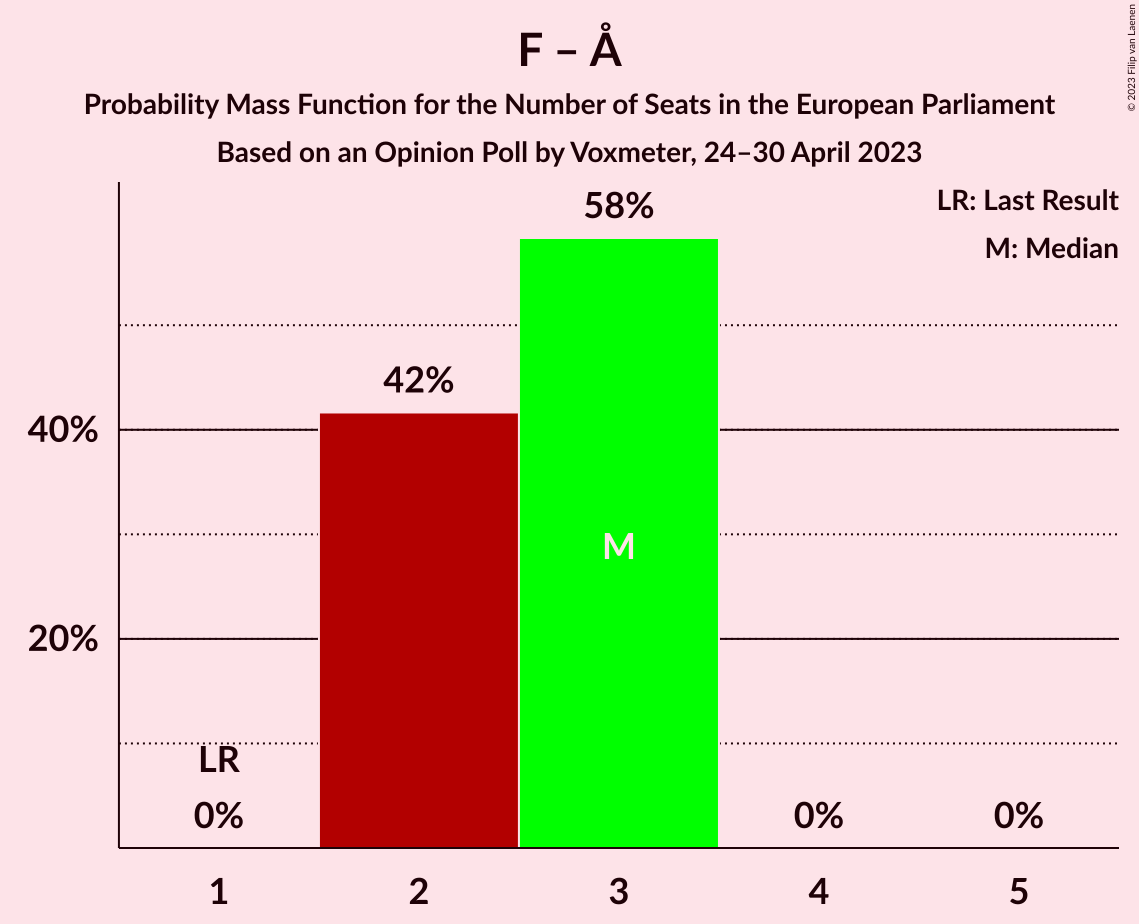 F – Å
Probability Mass Function for the Number of Seats in the European Parliament
Based on an Opinion Poll by Voxmeter, 24–30 April 2023
© 2023 Filip van Laenen
LR: Last Result
M: Median
58%
42%
40%
M
20%
LR
0%
0%
0%
1
2
3
4
5